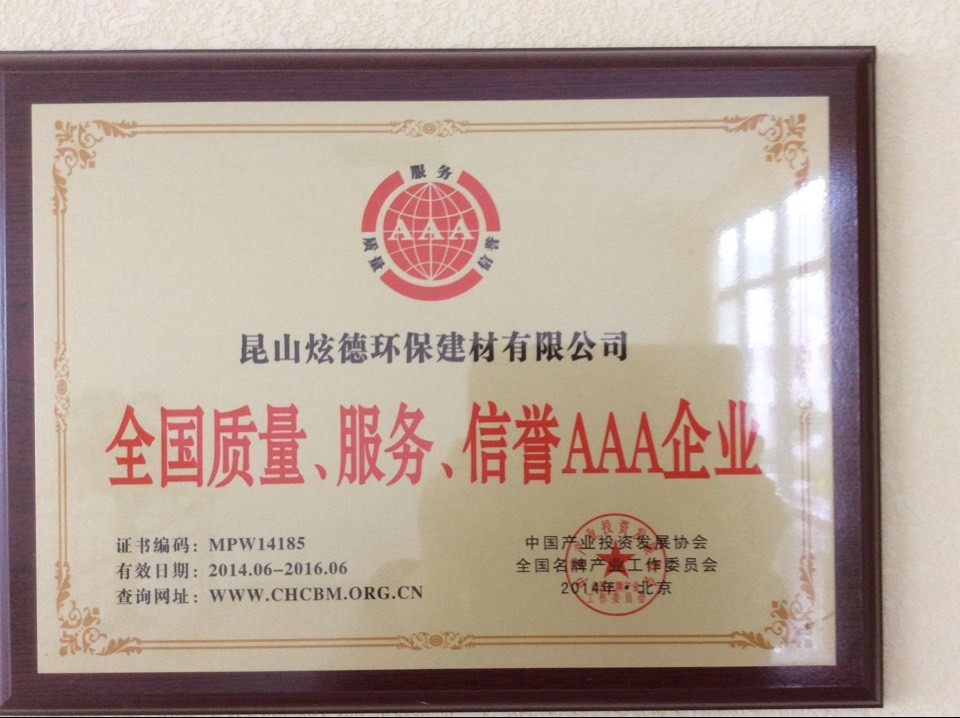 服务
质量
AAA
信誉
昆山炫德环保建材有限公司
全国质量、服务、信誉AAA企业
证书编码：MPW14185
有效日期：2014.06-2016.06
查询网址：WWW.CHCBM.ORG.CN
中国产业投资发展协会
全国名牌产业工作委员会
2014年·北京